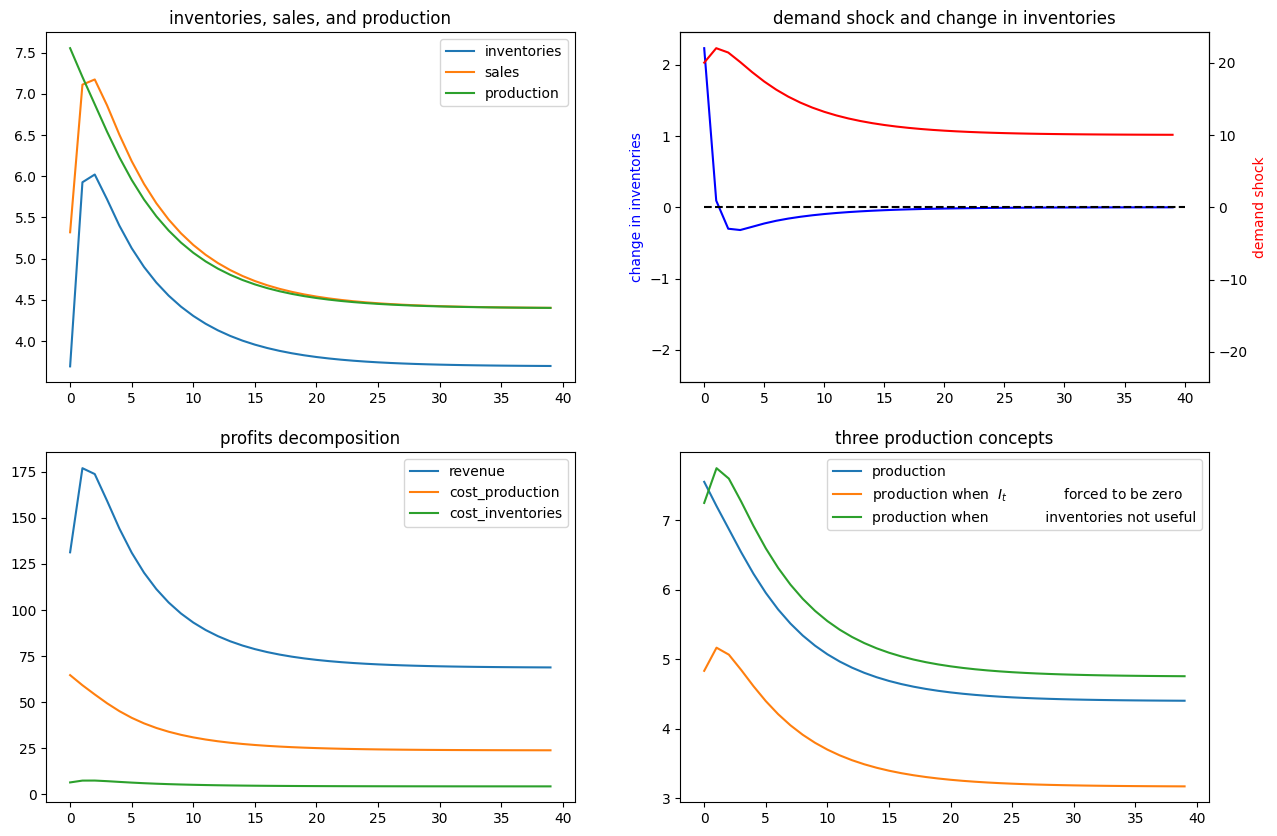 inventories, sales, and production
7.5
7.0
6.5
6.0
5.5
5.0
4.5
4.0
0 5 10 15 20 25 30 35 40
inventories
sales
production
demand shock and change in inventories
change in inventories
2
1
0
−1
−2
0 5 10 15 20 25 30 35 40
20
10
0
−10
−20
demand shock
profits decomposition
175
150
125
100
75
50
25
0
0 5 10 15 20 25 30 35 40
revenue
cost_production
cost_inventories
three production concepts
7
6
5
4
3
0 5 10 15 20 25 30 35 40
production
production when I_t forced to be zero
production when inventories not useful